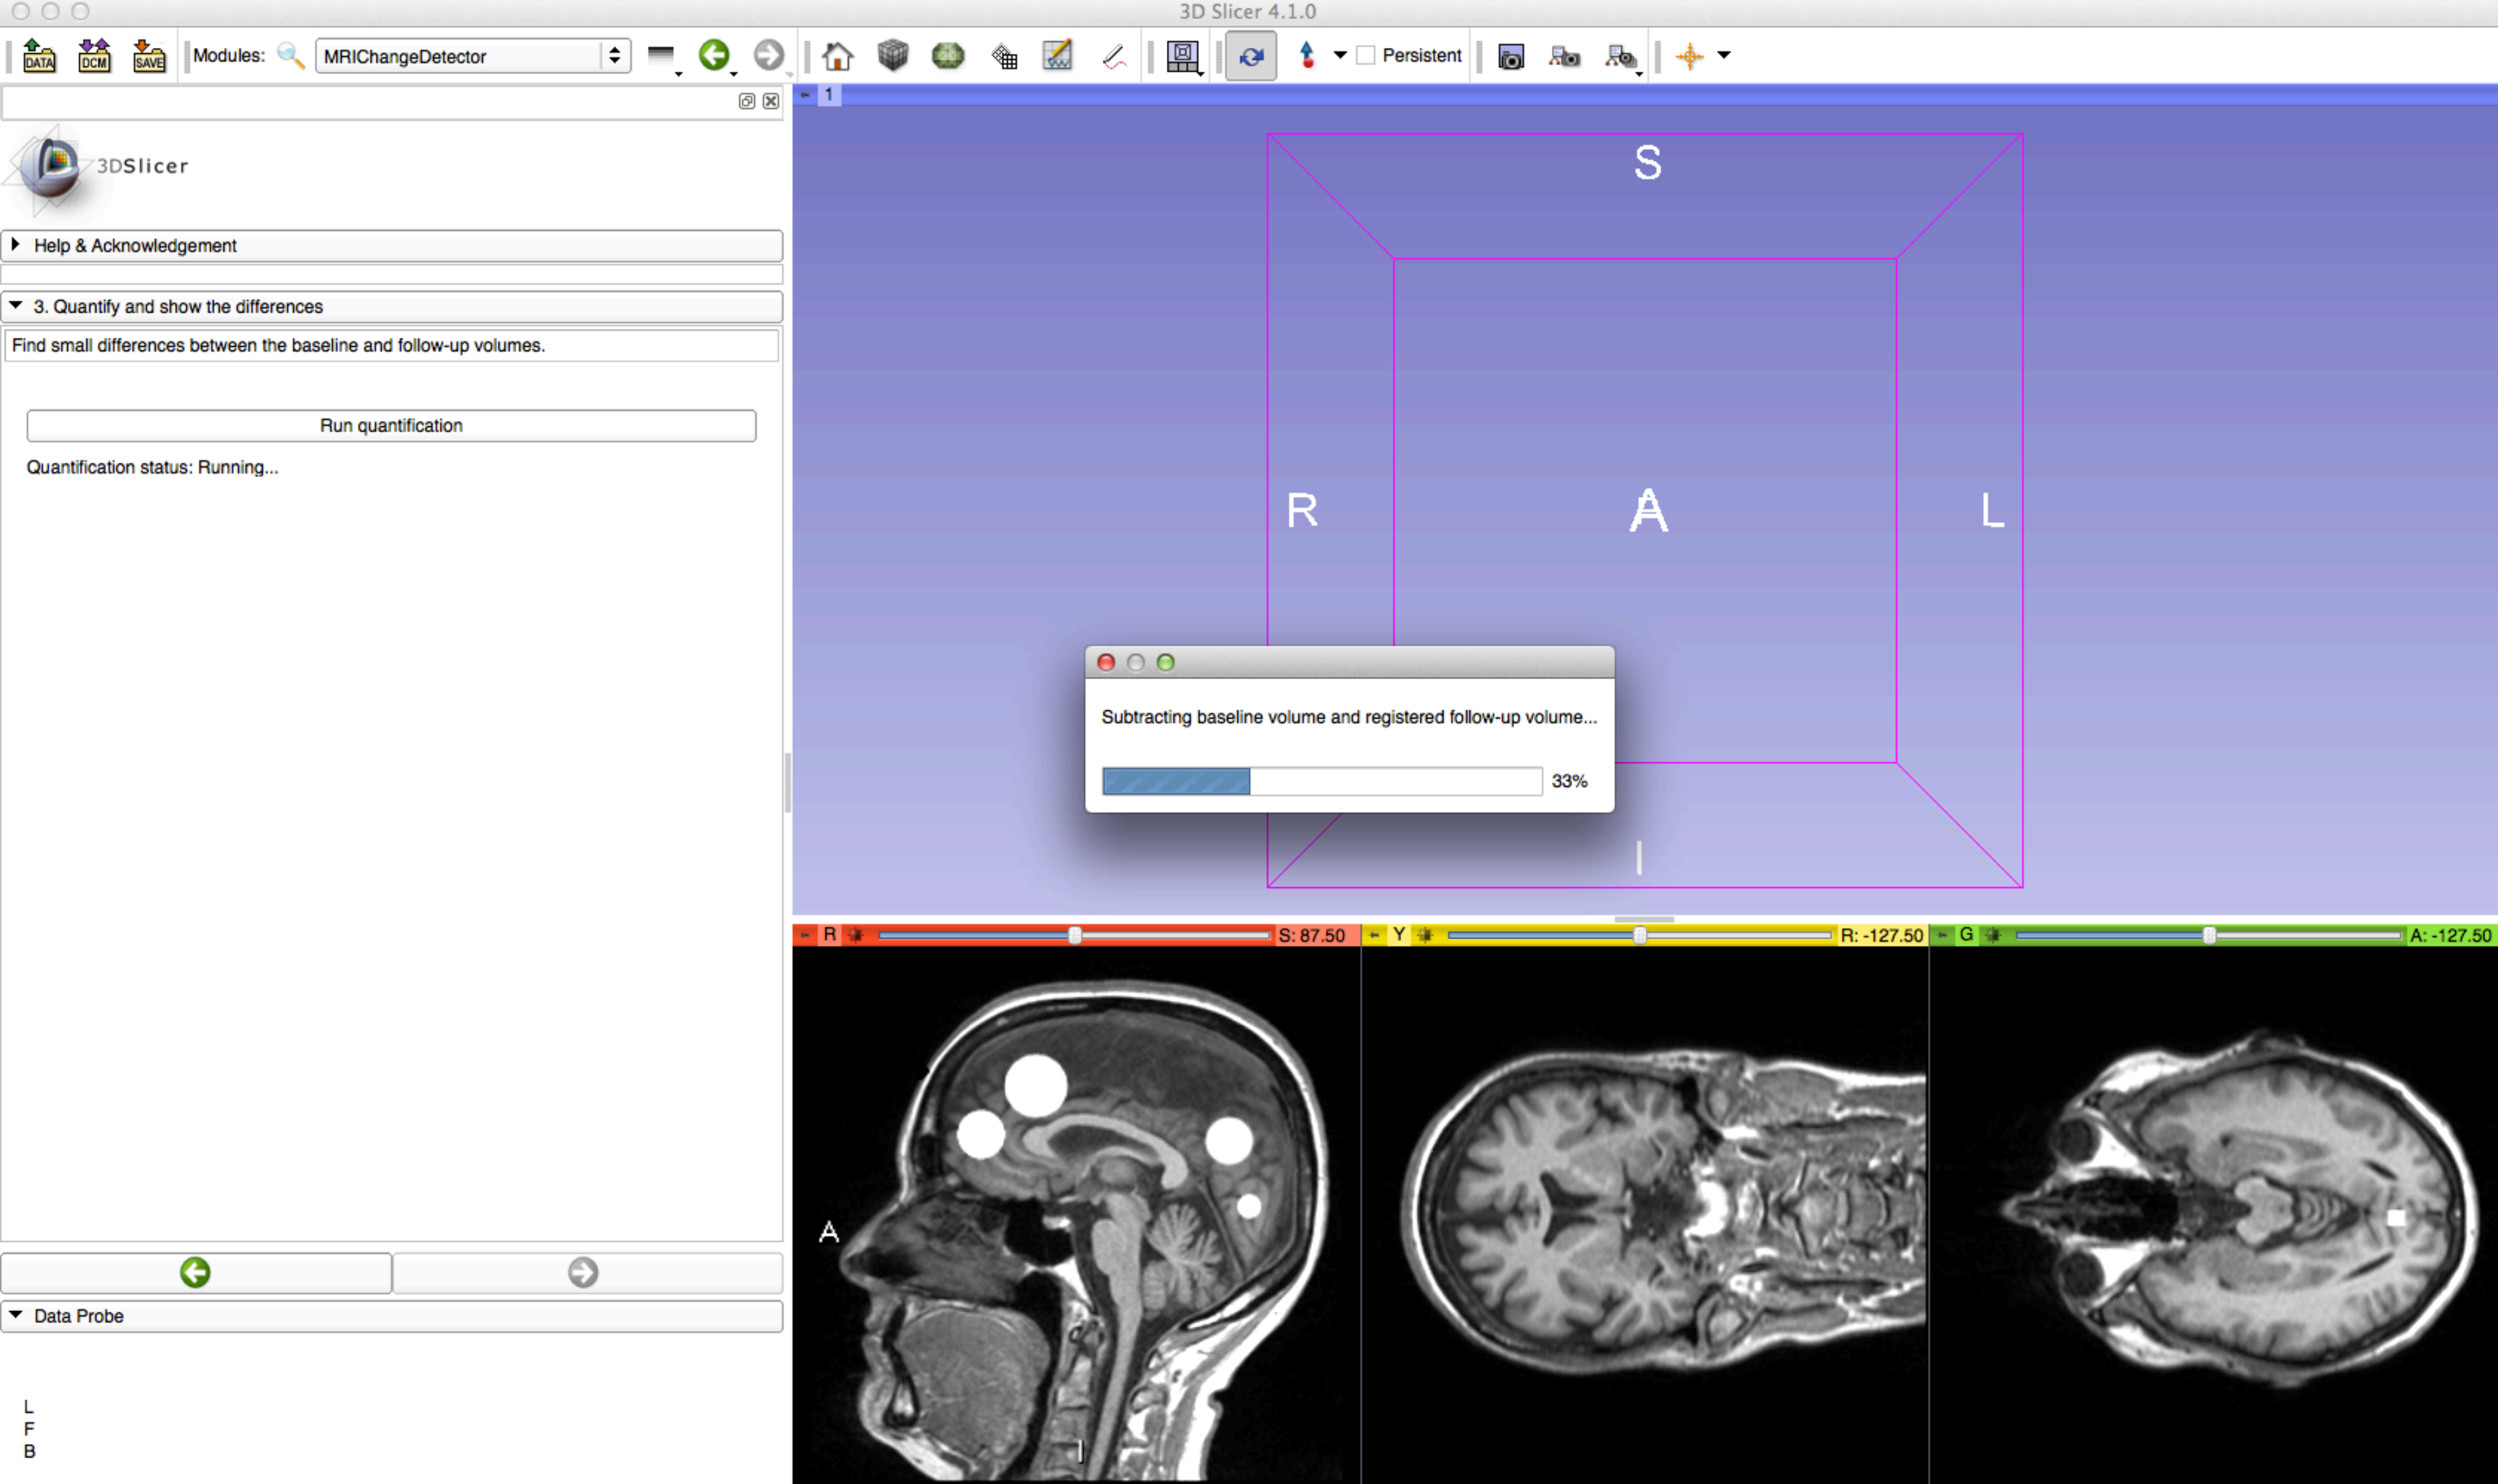 3D Slicer 4.1.0
DATA
DCM
SAVE
Modules:
MRIChangeDetector
Persistent
3DSlicer
Help & Acknowledgement
3. Quantify and show the differences
Find small differences between the baseline and follow-up volumes.
Run quantification
Quantification status: Running...
Data Probe
L
F
B
1
S
R
A
L
I
Subtracting baseline volume and registered follow-up volume...
33%
R
S: 87.50
Y
R: -127.50
G
A: -127.50
A
I